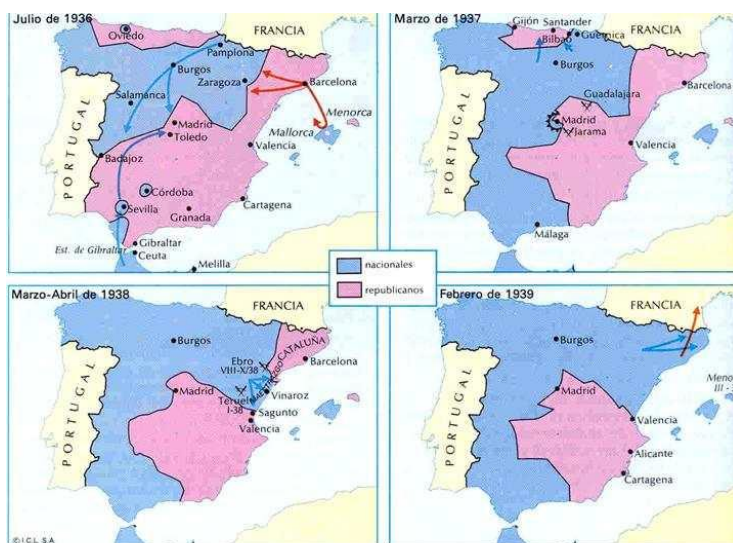 Julio de 1936
FRANCIA
Oviedo
Pamplona
Burgos
Zaragoza
Barcelona
Salamanca
Menorca
Mallorca
PORTUGAL
Madrid
Toledo
Valencia
Badajoz
Córdoba
Sevilla
Granada
Cartagena
Est. de Gibraltar
Gibraltar
Ceuta
Melilla
Marzo de 1937
FRANCIA
Gijón
Santander
Bilbao
Guernica
Burgos
Barcelona
Guadalajara
Madrid
Jarama
PORTUGAL
Valencia
Málaga
nacionales
republicanos
Marzo-Abril de 1938
FRANCIA
Burgos
CATALUÑA
Ebro
VIII-X/38
Barcelona
MAESTRAZGO
Madrid
Teruel
I-38
Vinaroz
Sagunto
Valencia
PORTUGAL
© I C L S A
Febrero de 1939
FRANCIA
Burgos
Meno
III - 
Madrid
PORTUGAL
Valencia
Alicante
Cartagena